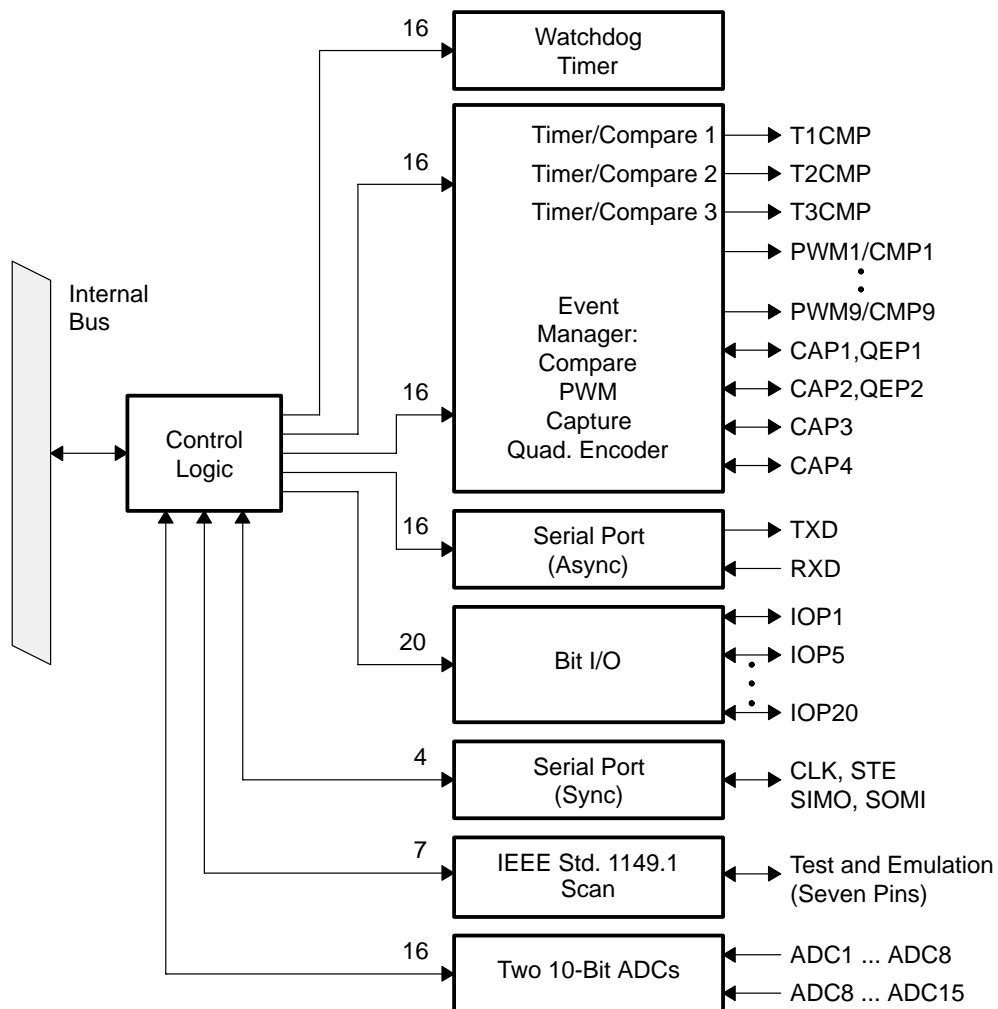 16
Watchdog
Timer
Timer/Compare 1
T1CMP
16
Timer/Compare 2
T2CMP
Timer/Compare 3
T3CMP
PWM1/CMP1
Internal
Bus
Event
Manager:
Compare
PWM
Capture
Quad. Encoder
PWM9/CMP9
CAP1,QEP1
CAP2,QEP2
16
CAP3
CAP4
Control
Logic
16
Serial Port
(Async)
TXD
RXD
20
Bit I/O
IOP1
IOP5
IOP20
4
Serial Port
(Sync)
CLK, STE
SIMO, SOMI
7
IEEE Std. 1149.1
Scan
Test and Emulation
(Seven Pins)
16
Two 10-Bit ADCs
ADC1 ... ADC8
ADC8 ... ADC15